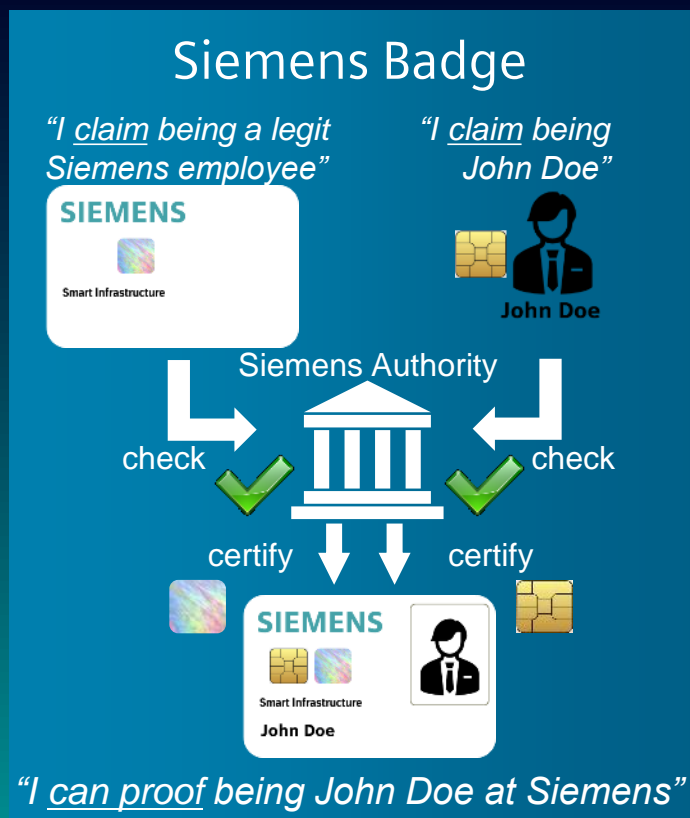 Siemens Badge
“I claim being a legit
Siemens employee”
“I claim being
John Doe”
SIEMENS
Smart Infrastructure
John Doe
Siemens Authority
check
check
certify
certify
SIEMENS
Smart Infrastructure
John Doe
“I can proof being John Doe at Siemens”